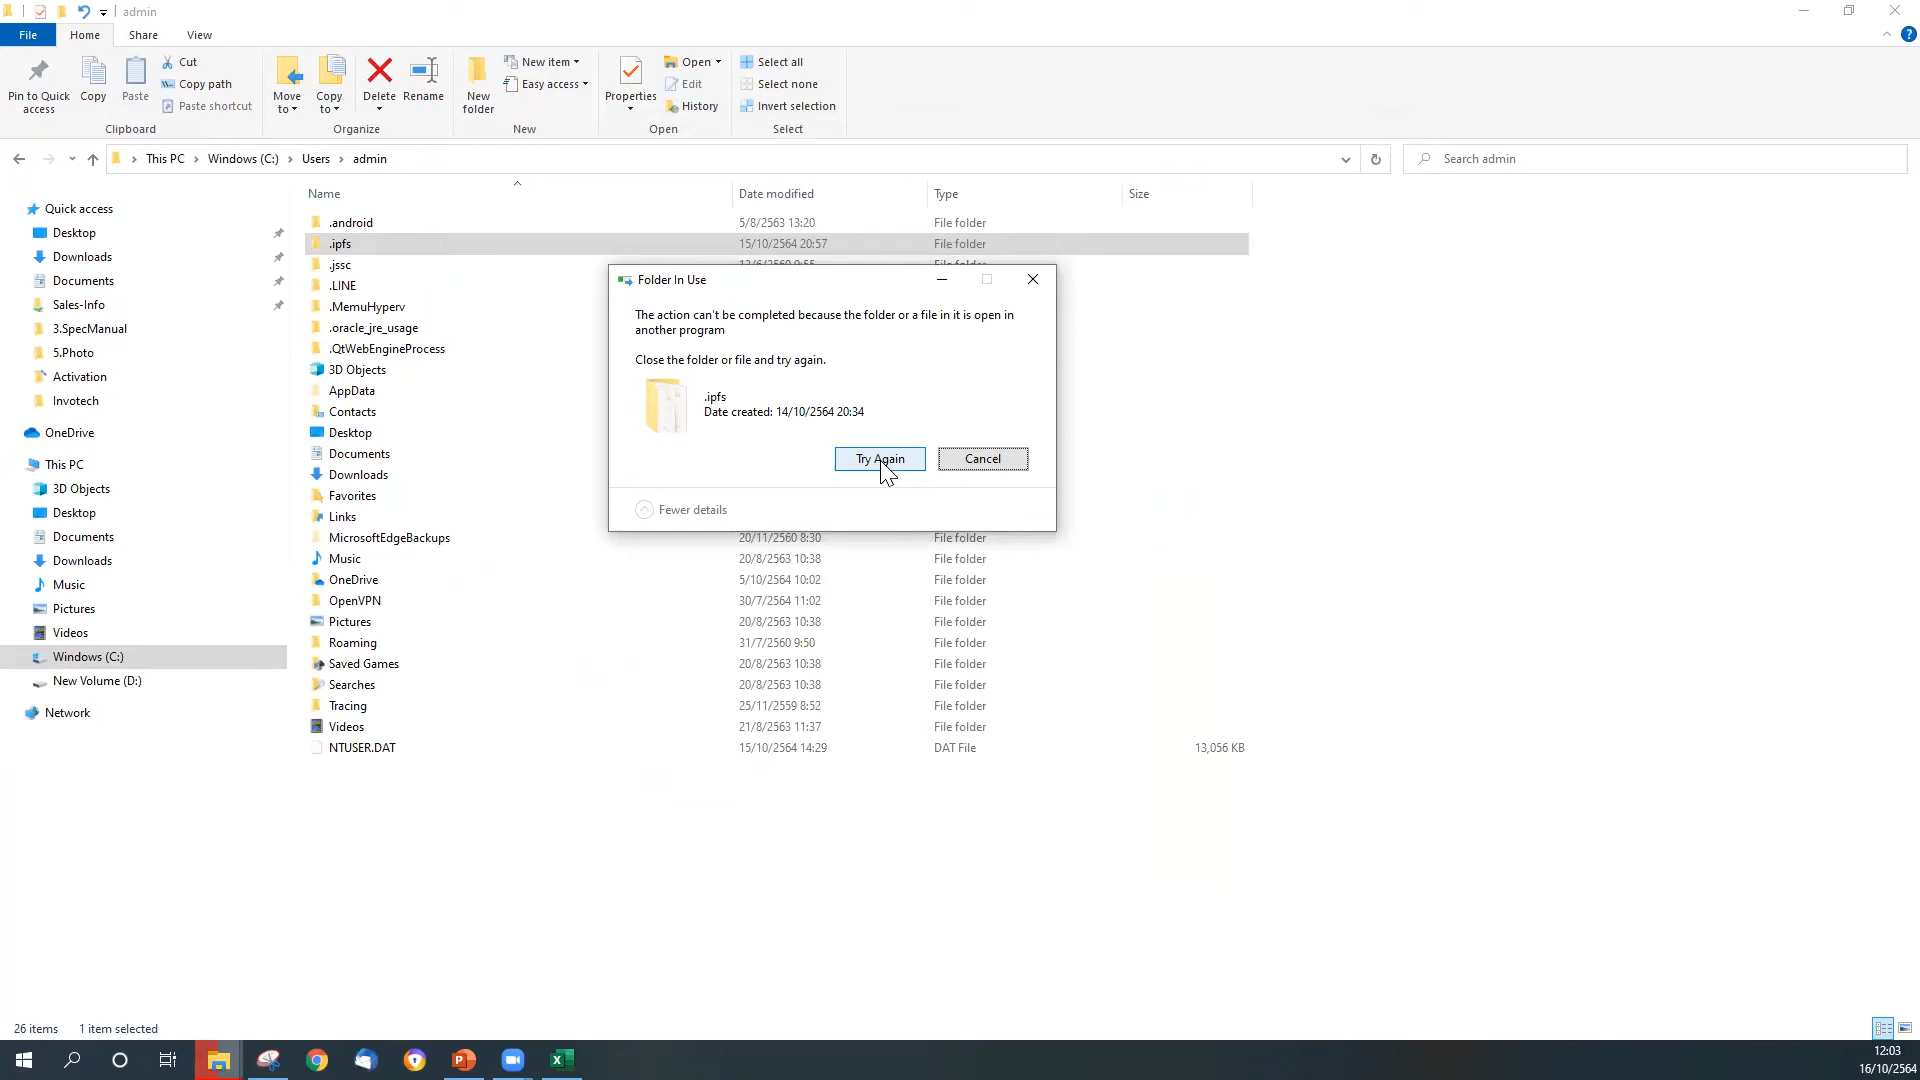 admin
File
Home
Share
View
Pin to Quick access
Copy
Paste
Cut
Copy path
Paste shortcut
Clipboard
Move to
Copy to
Delete
Rename
Organize
New folder
New item
Easy access
New
Properties
Open
Edit
History
Open
Select all
Select none
Invert selection
Select
This PC
Windows (C:)
Users
admin
Search admin
Quick access
Desktop
Downloads
Documents
Sales-Info
3.SpecManual
5.Photo
Activation
Invotech
OneDrive
This PC
3D Objects
Desktop
Documents
Downloads
Music
Pictures
Videos
Windows (C:)
New Volume (D:)
Network
Name Date modified Type Size
.android 5/8/2563 13:20 File folder
.ipfs 15/10/2564 20:57 File folder
.jssc
.LINE
.MemuHyperv
.oracle_jre_usage
.QtWebEngineProcess
3D Objects
AppData
Contacts
Desktop
Documents
Downloads
Favorites
Links
MicrosoftEdgeBackups 20/11/2560 8:30 File folder
Music 20/8/2563 10:38 File folder
OneDrive 5/10/2564 10:02 File folder
OpenVPN 30/7/2564 11:02 File folder
Pictures 20/8/2563 10:38 File folder
Roaming 31/7/2560 9:50 File folder
Saved Games 20/8/2563 10:38 File folder
Searches 20/8/2563 10:38 File folder
Tracing 25/11/2559 8:52 File folder
Videos 21/8/2563 11:37 File folder
NTUSER.DAT 15/10/2564 14:29 DAT File 13,056 KB
Folder In Use
The action can't be completed because the folder or a file in it is open in
another program
Close the folder or file and try again.
.ipfs
Date created: 14/10/2564 20:34
Try Again
Cancel
Fewer details
26 items
1 item selected
12:03
16/10/2564